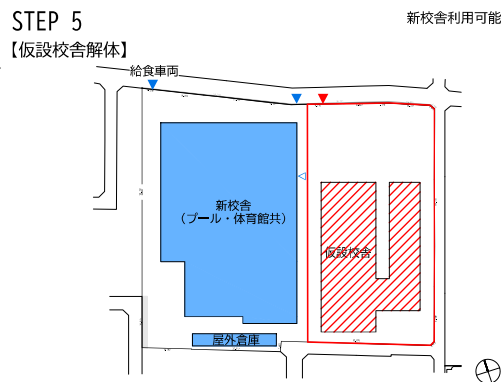 STEP 5
新校舎利用可能
【仮設校舎解体】
給食車両
新校舎
（プール・体育館共）
仮設校舎
屋外倉庫